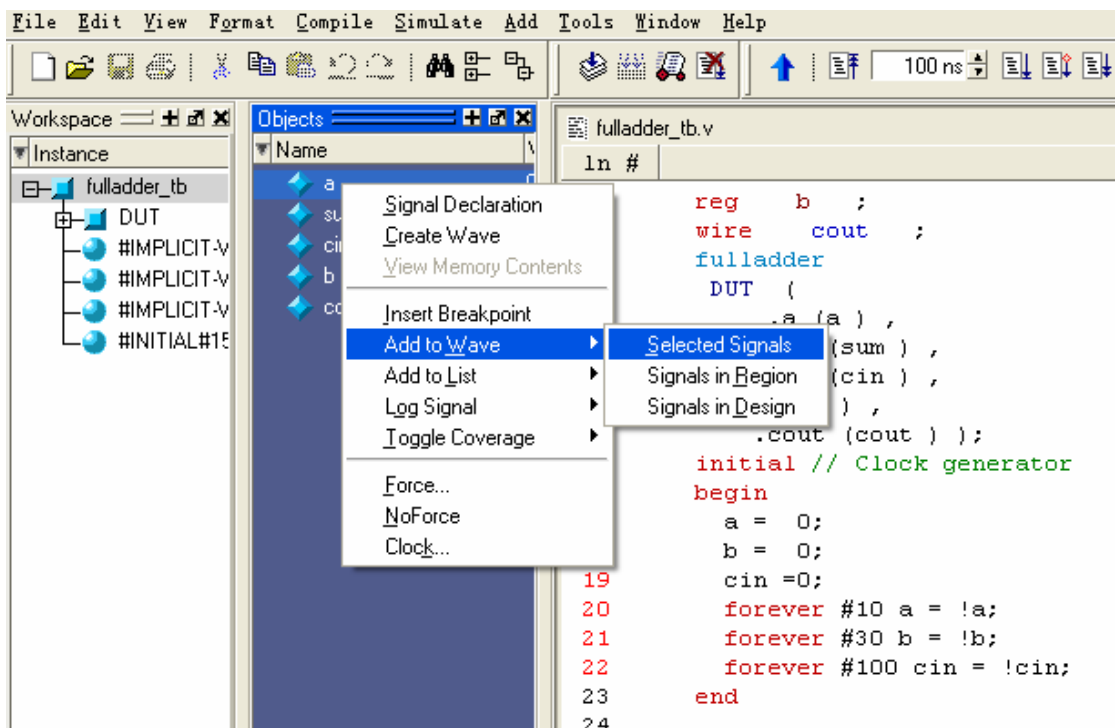 File Edit View Format Compile Simulate Add Tools Window Help
100 ns
Workspace
Instance
fulladder_tb
DUT
#IMPLICIT-V
#IMPLICIT-V
#IMPLICIT-V
#INITIAL#15
Objects
Name
a
su
b
Signal Declaration
Create Wave
View Memory Contents
Insert Breakpoint
Add to Wave
Add to List
Log Signal
Toggle Coverage
Force...
NoForce
Clock...
Selected Signals
Signals in Region
Signals in Design
fulladder_tb.v
ln #
reg b ;
wire cout ;
fulladder
DUT (
.a (a ) ,
(sum ) ,
(cin ) ,
) ,
.cout (cout ) );
initial // Clock generator
begin
a = 0;
b = 0;
19 cin =0;
20 forever #10 a = !a;
21 forever #30 b = !b;
22 forever #100 cin = !cin;
23 end
24